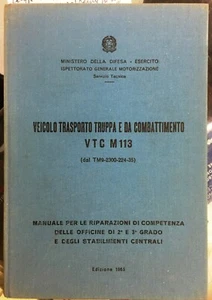 MINISTERO DELLA DIFESA - ESERCITO
ISPETTORATO GENERALE MOTORIZZAZIONE
Servizio Tecnico
VEICOLO TRASPORTO TRUPPA E DA COMBATTIMENTO
VTC M113
(dal TM9-2300-224-35)
MANUALE PER LE RIPARAZIONI DI COMPETENZA
DELLE OFFICINE DI 2° E 3° GRADO
E DEGLI STABILIMENTI CENTRALI
Edizione